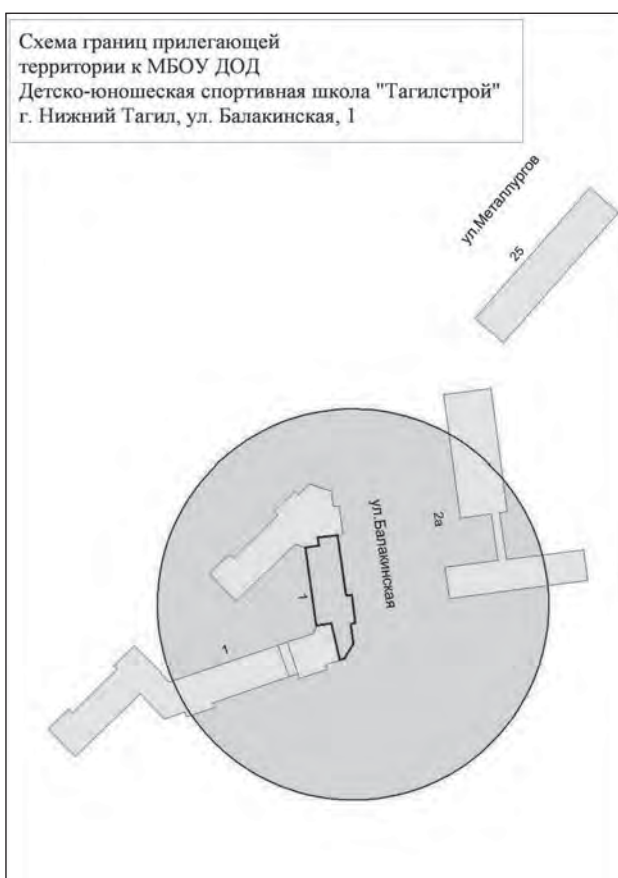 Схема границ прилегающей
территории к МБОУ ДОД
Детско-юношеская спортивная школа "Тагилстрой"
г. Нижний Тагил, ул. Балакинская, 1
ул.Металлургов
25
ул.Балакинская
2а
1
1